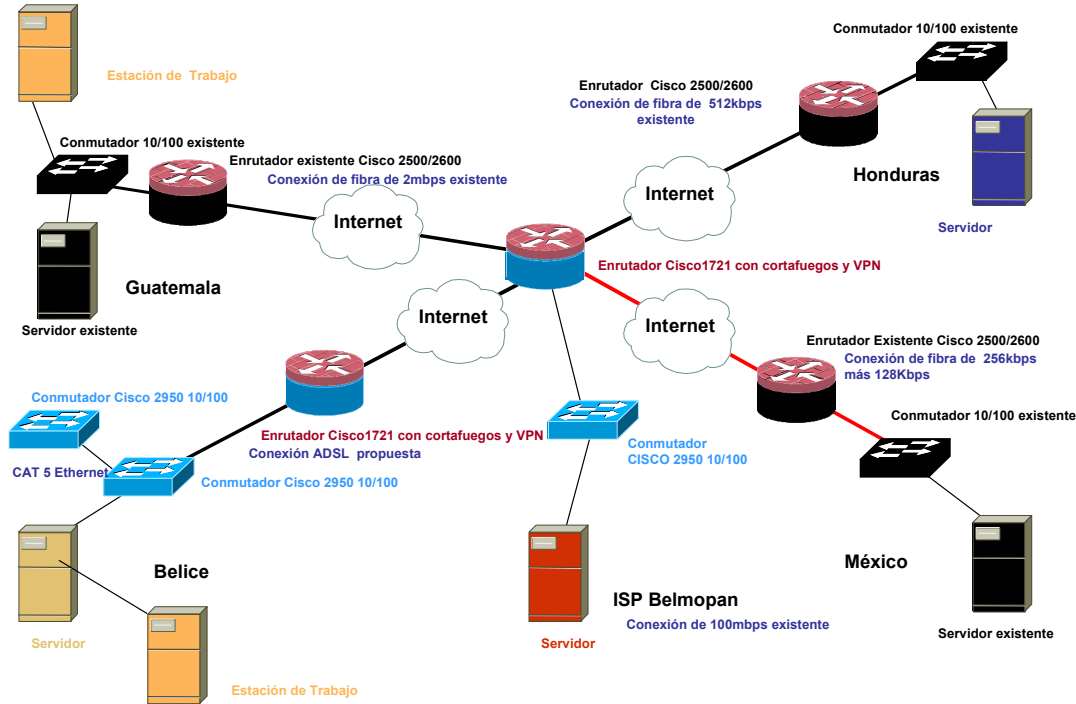 Conmutador 10/100 existente
Estación de  Trabajo
Enrutador  Cisco 2500/2600
Conexión de fibra de  512kbps
existente
Conmutador 10/100 existente
Enrutador existente Cisco 2500/2600
Conexión de fibra de 2mbps existente
Honduras
Internet
Internet
Servidor
Enrutador Cisco1721 con cortafuegos y VPN
Guatemala
Servidor existente
Internet
Internet
Enrutador Existente Cisco 2500/2600
Conexión de fibra de  256kbps
más 128Kbps
Conmutador Cisco 2950 10/100
Conmutador 10/100 existente
Enrutador Cisco1721 con cortafuegos y VPN
Conexión ADSL  propuesta
Conmutador
CISCO 2950 10/100
CAT 5 Ethernet
Conmutador Cisco 2950 10/100
Belice
México
ISP Belmopan
Conexión de 100mbps existente
Servidor existente
Servidor
Servidor
Estación de Trabajo